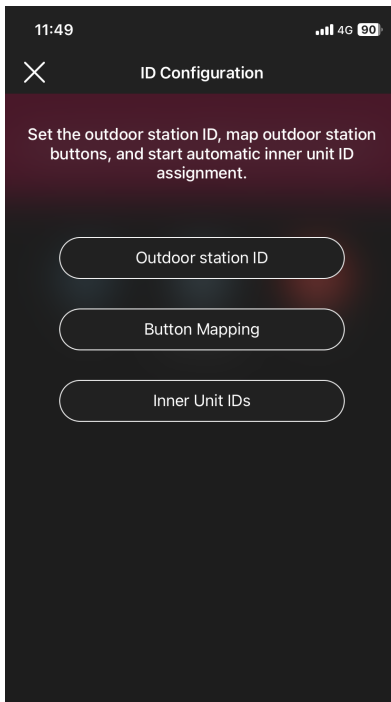 11:49
4G 90
ID Configuration
Set the outdoor station ID, map outdoor station
buttons, and start automatic inner unit ID
assignment.
Outdoor station ID
Button Mapping
Inner Unit IDs